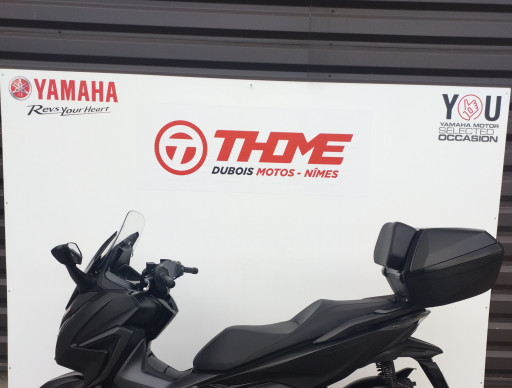 YAMAHA
Revs Your Heart
THOME
DUBOIS MOTOS - NÎMES
YOU
YAMAHA MOTOR
SELECTED
OCCASION